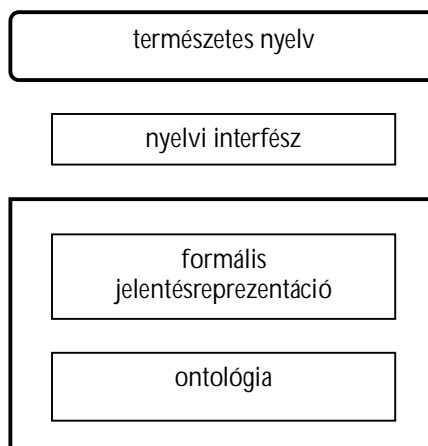 természetes nyelv
nyelvi interfész
formális
jelentésreprezentáció
ontológia